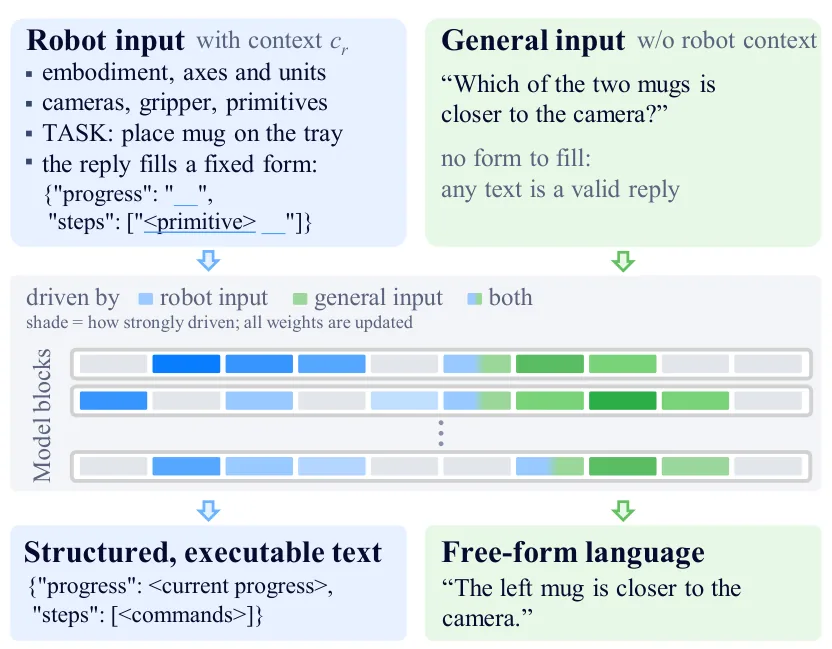 Robot input with context c_r
▪ embodiment, axes and units
▪ cameras, gripper, primitives
▪ TASK: place mug on the tray
▪ the reply fills a fixed form:
{"progress": "__",
"steps": ["<primitive> __"]}
General input w/o robot context
“Which of the two mugs is
closer to the camera?”
no form to fill:
any text is a valid reply
driven by robot input general input both
shade = how strongly driven; all weights are updated
Model blocks
Structured, executable text
{"progress": <current progress>,
"steps": [<commands>]}
Free-form language
“The left mug is closer to the
camera.”